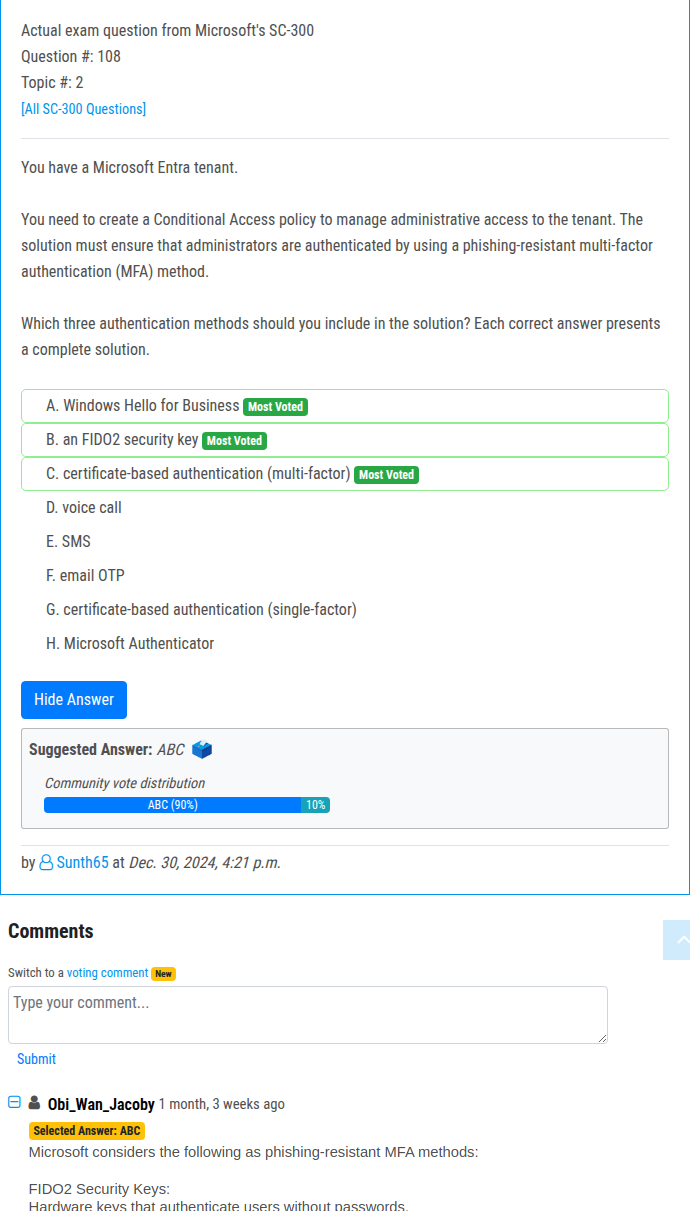 Actual exam question from Microsoft's SC-300
Question #: 108
Topic #: 2
[All SC-300 Questions]
You have a Microsoft Entra tenant.
You need to create a Conditional Access policy to manage administrative access to the tenant. The
solution must ensure that administrators are authenticated by using a phishing-resistant multi-factor
authentication (MFA) method.
Which three authentication methods should you include in the solution? Each correct answer presents
a complete solution.
A. Windows Hello for Business Most Voted
B. an FIDO2 security key Most Voted
C. certificate-based authentication (multi-factor) Most Voted
D. voice call
E. SMS
F. email OTP
G. certificate-based authentication (single-factor)
H. Microsoft Authenticator
Hide Answer
Suggested Answer: ABC
Community vote distribution
ABC (90%) 10%
by Sunth65 at Dec. 30, 2024, 4:21 p.m.
Comments
Switch to a voting comment New
Type your comment...
Submit
Obi_Wan_Jacoby 1 month, 3 weeks ago
Selected Answer: ABC
Microsoft considers the following as phishing-resistant MFA methods:
FIDO2 Security Keys:
Hardware keys that authenticate users without passwords.